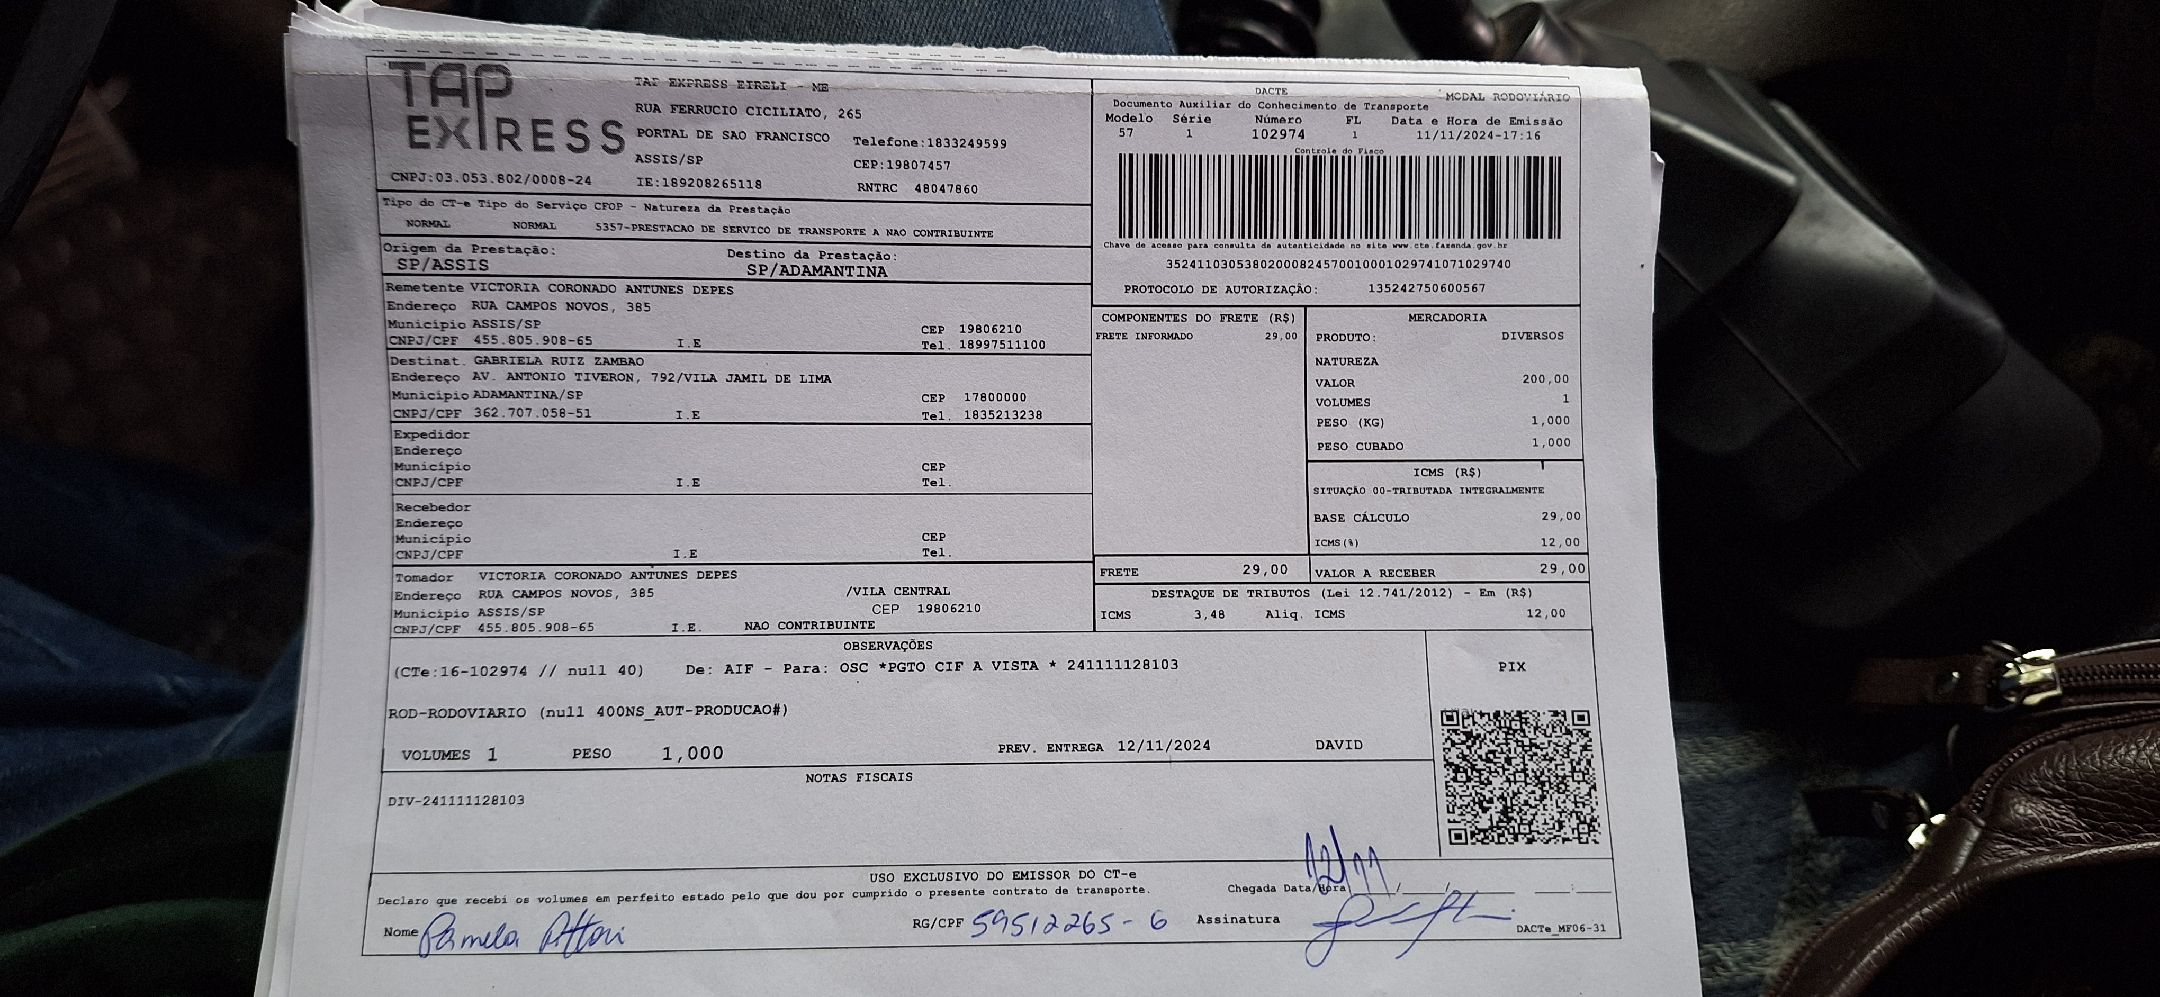 TAP EXPRESS
TAP EXPRESS EIRELI - ME
RUA FERRUCIO CICILIATO, 265
PORTAL DE SAO FRANCISCO Telefone:1833249599
ASSIS/SP CEP:19807457
CNPJ:03.053.802/0008-24 IE:189208265118 RNTRC 48047860
DACTE MODAL RODOVIÁRIO
Documento Auxiliar do Conhecimento de Transporte
Modelo Série Número FL Data e Hora de Emissão
57 1 102974 1 11/11/2024-17:16
Controle do Fisco
Chave de acesso para consulta de autenticidade no site www.cte.fazenda.gov.br
35241103053802000824570010001029741071029740
PROTOCOLO DE AUTORIZAÇÃO: 135242750600567
Tipo do CT-e Tipo do Serviço CFOP - Natureza da Prestação
NORMAL NORMAL 5357-PRESTACAO DE SERVICO DE TRANSPORTE A NAO CONTRIBUINTE
Origem da Prestação: Destino da Prestação:
SP/ASSIS SP/ADAMANTINA
Remetente VICTORIA CORONADO ANTUNES DEPES
Endereço RUA CAMPOS NOVOS, 385
Município ASSIS/SP CEP 19806210
CNPJ/CPF 455.805.908-65 I.E Tel. 18997511100
Destinat. GABRIELA RUIZ ZAMBAO
Endereço AV. ANTONIO TIVERON, 792/VILA JAMIL DE LIMA
Município ADAMANTINA/SP CEP 17800000
CNPJ/CPF 362.707.058-51 I.E Tel. 1835213238
Expedidor
Endereço
Município CEP
CNPJ/CPF I.E Tel.
Recebedor
Endereço
Município CEP
CNPJ/CPF I.E Tel.
Tomador VICTORIA CORONADO ANTUNES DEPES
Endereço RUA CAMPOS NOVOS, 385 /VILA CENTRAL
Município ASSIS/SP CEP 19806210
CNPJ/CPF 455.805.908-65 I.E. NAO CONTRIBUINTE
COMPONENTES DO FRETE (R$)
FRETE INFORMADO 29,00
MERCADORIA
PRODUTO: DIVERSOS
NATUREZA
VALOR 200,00
VOLUMES 1
PESO (KG) 1,000
PESO CUBADO 1,000
ICMS (R$)
SITUAÇÃO 00-TRIBUTADA INTEGRALMENTE
BASE CÁLCULO 29,00
ICMS(%) 12,00
FRETE 29,00 VALOR A RECEBER 29,00
DESTAQUE DE TRIBUTOS (Lei 12.741/2012) - Em (R$)
ICMS 3,48 Aliq. ICMS 12,00
OBSERVAÇÕES
(CTe:16-102974 // null 40) De: AIF - Para: OSC *PGTO CIF A VISTA * 241111128103
ROD-RODOVIARIO (null 400NS_AUT-PRODUCAO#)
VOLUMES 1 PESO 1,000 PREV. ENTREGA 12/11/2024 DAVID
PIX
NOTAS FISCAIS
DIV-241111128103
USO EXCLUSIVO DO EMISSOR DO CT-e
Declaro que recebi os volumes em perfeito estado pelo que dou por cumprido o presente contrato de transporte. Chegada Data/Hora 12/11 / / :
Nome Pamela RG/CPF 59512265-6 Assinatura
DACTe_MF06-31